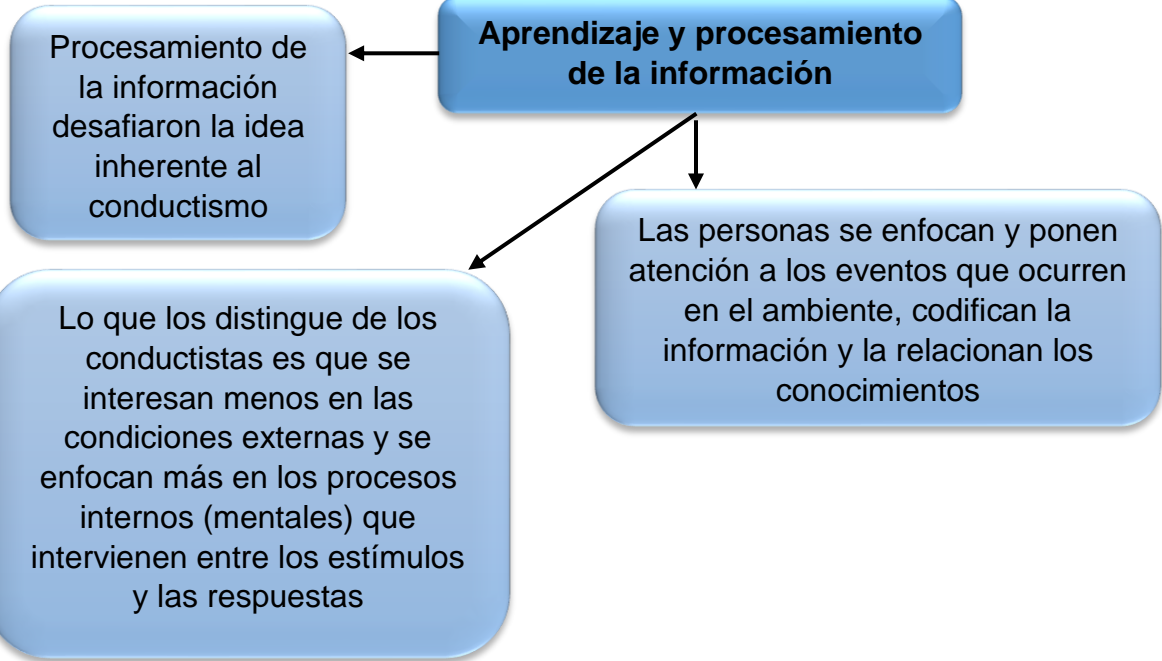 Aprendizaje y procesamiento
de la información
Procesamiento de
la información
desafiaron la idea
inherente al
conductismo
Las personas se enfocan y ponen
atención a los eventos que ocurren
en el ambiente, codifican la
información y la relacionan los
conocimientos
Lo que los distingue de los
conductistas es que se
interesan menos en las
condiciones externas y se
enfocan más en los procesos
internos (mentales) que
intervienen entre los estímulos
y las respuestas